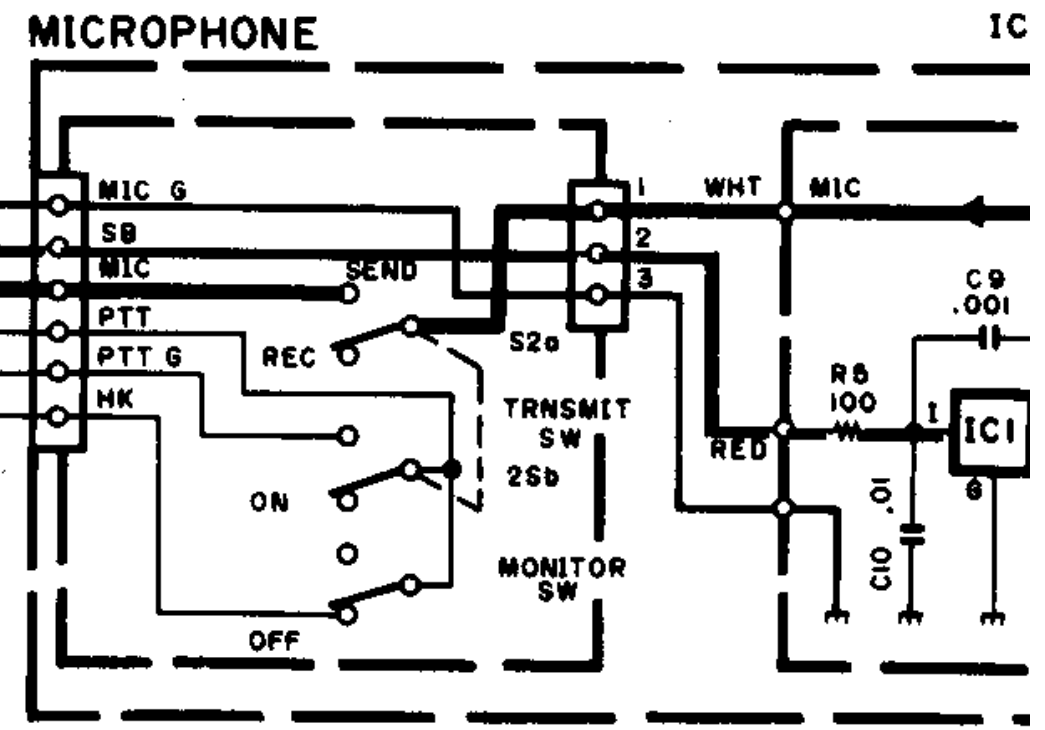 MICROPHONE
IC
MIC G
1
WHT
MIC
SB
2
MIC
SEND
3
C9
.001
PTT
S2a
REC
PTT G
R8
100
HK
TRNSMIT
SW
1
IC1
RED
2Sb
ON
G
.01
C10
MONITOR
SW
OFF